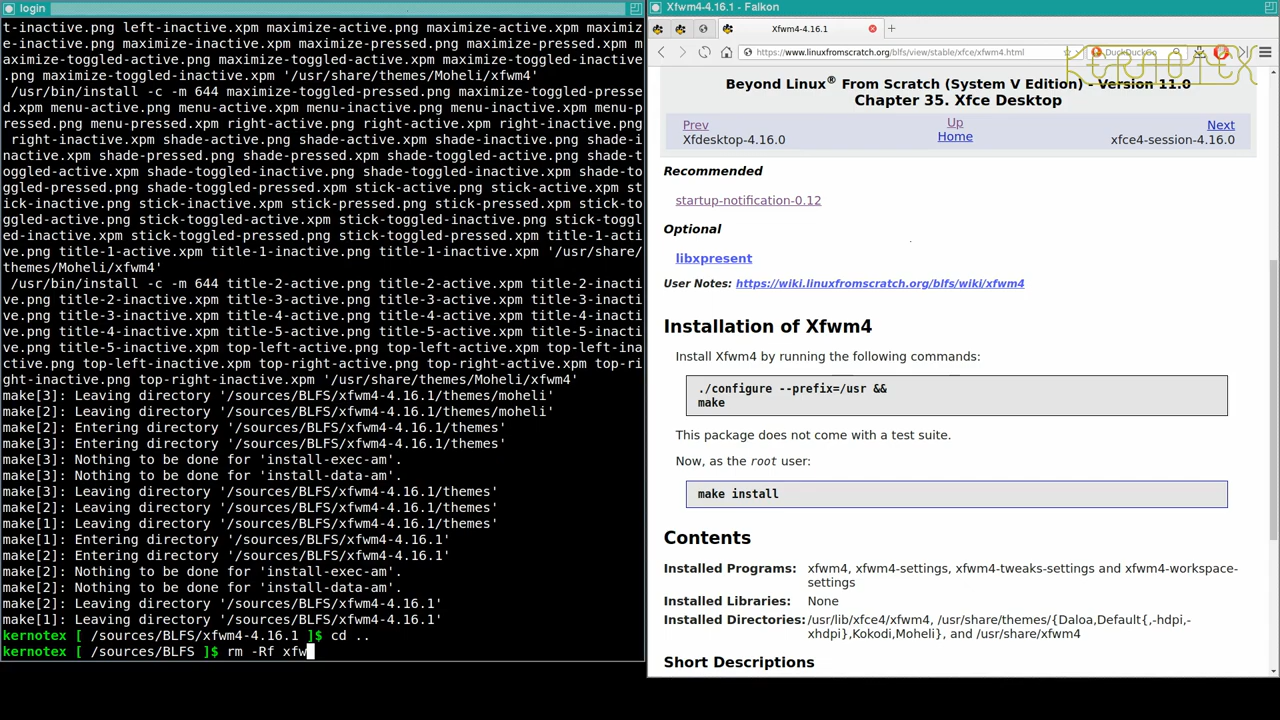 login
t-inactive.png left-inactive.xpm maximize-active.png maximize-active.xpm maximiz
e-inactive.png maximize-inactive.xpm maximize-pressed.png maximize-pressed.xpm m
aximize-toggled-active.png maximize-toggled-active.xpm maximize-toggled-inactive
.png maximize-toggled-inactive.xpm '/usr/share/themes/Moheli/xfwm4'
/usr/bin/install -c -m 644 maximize-toggled-pressed.png maximize-toggled-presse
d.xpm menu-active.png menu-active.xpm menu-inactive.png menu-inactive.xpm menu-p
ressed.png menu-pressed.xpm right-active.png right-active.xpm right-inactive.png
right-inactive.xpm shade-active.png shade-active.xpm shade-inactive.png shade-i
nactive.xpm shade-pressed.png shade-pressed.xpm shade-toggled-active.png shade-t
oggled-active.xpm shade-toggled-inactive.png shade-toggled-inactive.xpm shade-to
ggled-pressed.png shade-toggled-pressed.xpm stick-active.png stick-active.xpm st
ick-inactive.png stick-inactive.xpm stick-pressed.png stick-pressed.xpm stick-to
ggled-active.png stick-toggled-active.xpm stick-toggled-inactive.png stick-toggl
ed-inactive.xpm stick-toggled-pressed.png stick-toggled-pressed.xpm title-1-acti
ve.png title-1-active.xpm title-1-inactive.png title-1-inactive.xpm '/usr/share/
themes/Moheli/xfwm4'
/usr/bin/install -c -m 644 title-2-active.png title-2-active.xpm title-2-inacti
ve.png title-2-inactive.xpm title-3-active.png title-3-active.xpm title-3-inacti
ve.png title-3-inactive.xpm title-4-active.png title-4-active.xpm title-4-inacti
ve.png title-4-inactive.xpm title-5-active.png title-5-active.xpm title-5-inacti
ve.png title-5-inactive.xpm top-left-active.png top-left-active.xpm top-left-ina
ctive.png top-left-inactive.xpm top-right-active.png top-right-active.xpm top-ri
ght-inactive.png top-right-inactive.xpm '/usr/share/themes/Moheli/xfwm4'
make[3]: Leaving directory '/sources/BLFS/xfwm4-4.16.1/themes/moheli'
make[2]: Leaving directory '/sources/BLFS/xfwm4-4.16.1/themes/moheli'
make[2]: Entering directory '/sources/BLFS/xfwm4-4.16.1/themes'
make[3]: Entering directory '/sources/BLFS/xfwm4-4.16.1/themes'
make[3]: Nothing to be done for 'install-exec-am'.
make[3]: Nothing to be done for 'install-data-am'.
make[3]: Leaving directory '/sources/BLFS/xfwm4-4.16.1/themes'
make[2]: Leaving directory '/sources/BLFS/xfwm4-4.16.1/themes'
make[1]: Leaving directory '/sources/BLFS/xfwm4-4.16.1/themes'
make[1]: Entering directory '/sources/BLFS/xfwm4-4.16.1'
make[2]: Entering directory '/sources/BLFS/xfwm4-4.16.1'
make[2]: Nothing to be done for 'install-exec-am'.
make[2]: Nothing to be done for 'install-data-am'.
make[2]: Leaving directory '/sources/BLFS/xfwm4-4.16.1'
make[1]: Leaving directory '/sources/BLFS/xfwm4-4.16.1'
kernotex [ /sources/BLFS/xfwm4-4.16.1 ]$ cd ..
kernotex [ /sources/BLFS ]$ rm -Rf xfw
Xfwm4-4.16.1 - Falkon
Xfwm4-4.16.1
https://www.linuxfromscratch.org/blfs/view/stable/xfce/xfwm4.html
DuckDuckGo
KERNOTEX
Beyond Linux® From Scratch (System V Edition) - Version 11.0
Chapter 35. Xfce Desktop
Prev Up Next
Xfdesktop-4.16.0 Home xfce4-session-4.16.0
Recommended
startup-notification-0.12
Optional
libxpresent
User Notes: https://wiki.linuxfromscratch.org/blfs/wiki/xfwm4
Installation of Xfwm4
Install Xfwm4 by running the following commands:
./configure --prefix=/usr &&
make
This package does not come with a test suite.
Now, as the root user:
make install
Contents
Installed Programs: xfwm4, xfwm4-settings, xfwm4-tweaks-settings and xfwm4-workspace-
settings
Installed Libraries: None
Installed Directories: /usr/lib/xfce4/xfwm4, /usr/share/themes/{Daloa,Default{,-hdpi,-
xhdpi},Kokodi,Moheli}, and /usr/share/xfwm4
Short Descriptions